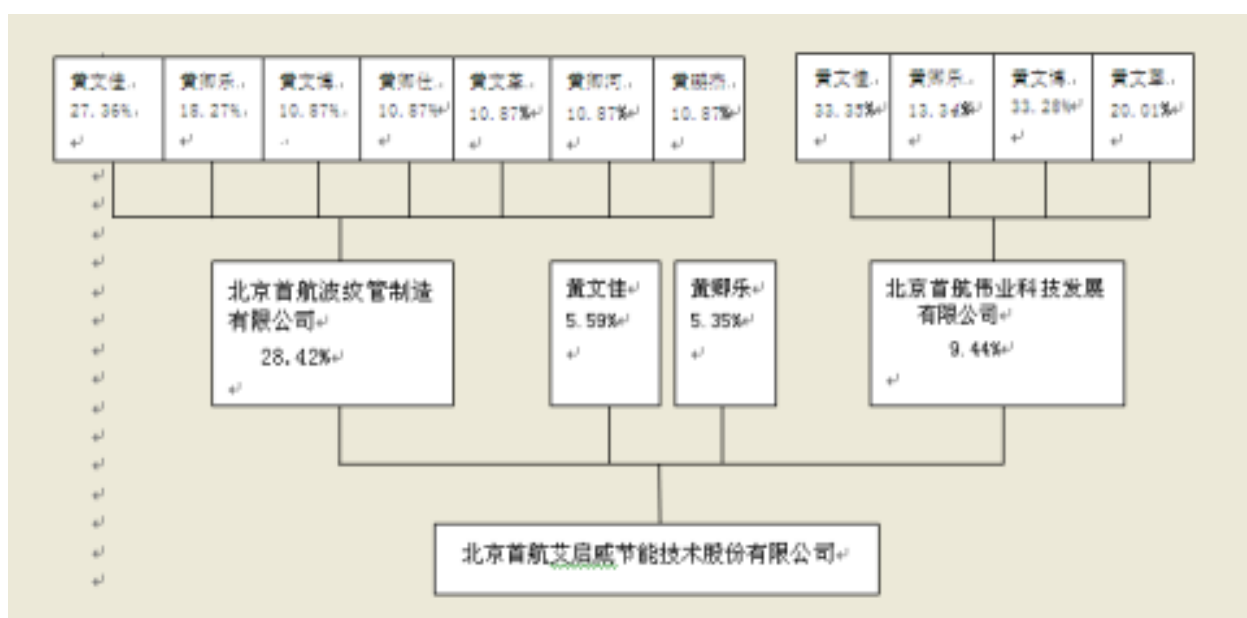 黄文佳 黄卿乐 黄文博 黄卿仕 黄文革 黄卿河 黄鹏杰
27.36% 18.27% 10.87% 10.87% 10.87% 10.87% 10.87%
黄文佳 黄卿乐 黄文博 黄文革
33.35% 13.34% 33.28% 20.01%
北京首航波纹管制造
有限公司
28.42%
黄文佳
5.59%
黄卿乐
5.35%
北京首航伟业科技发展
有限公司
9.44%
北京首航艾启威节能技术股份有限公司